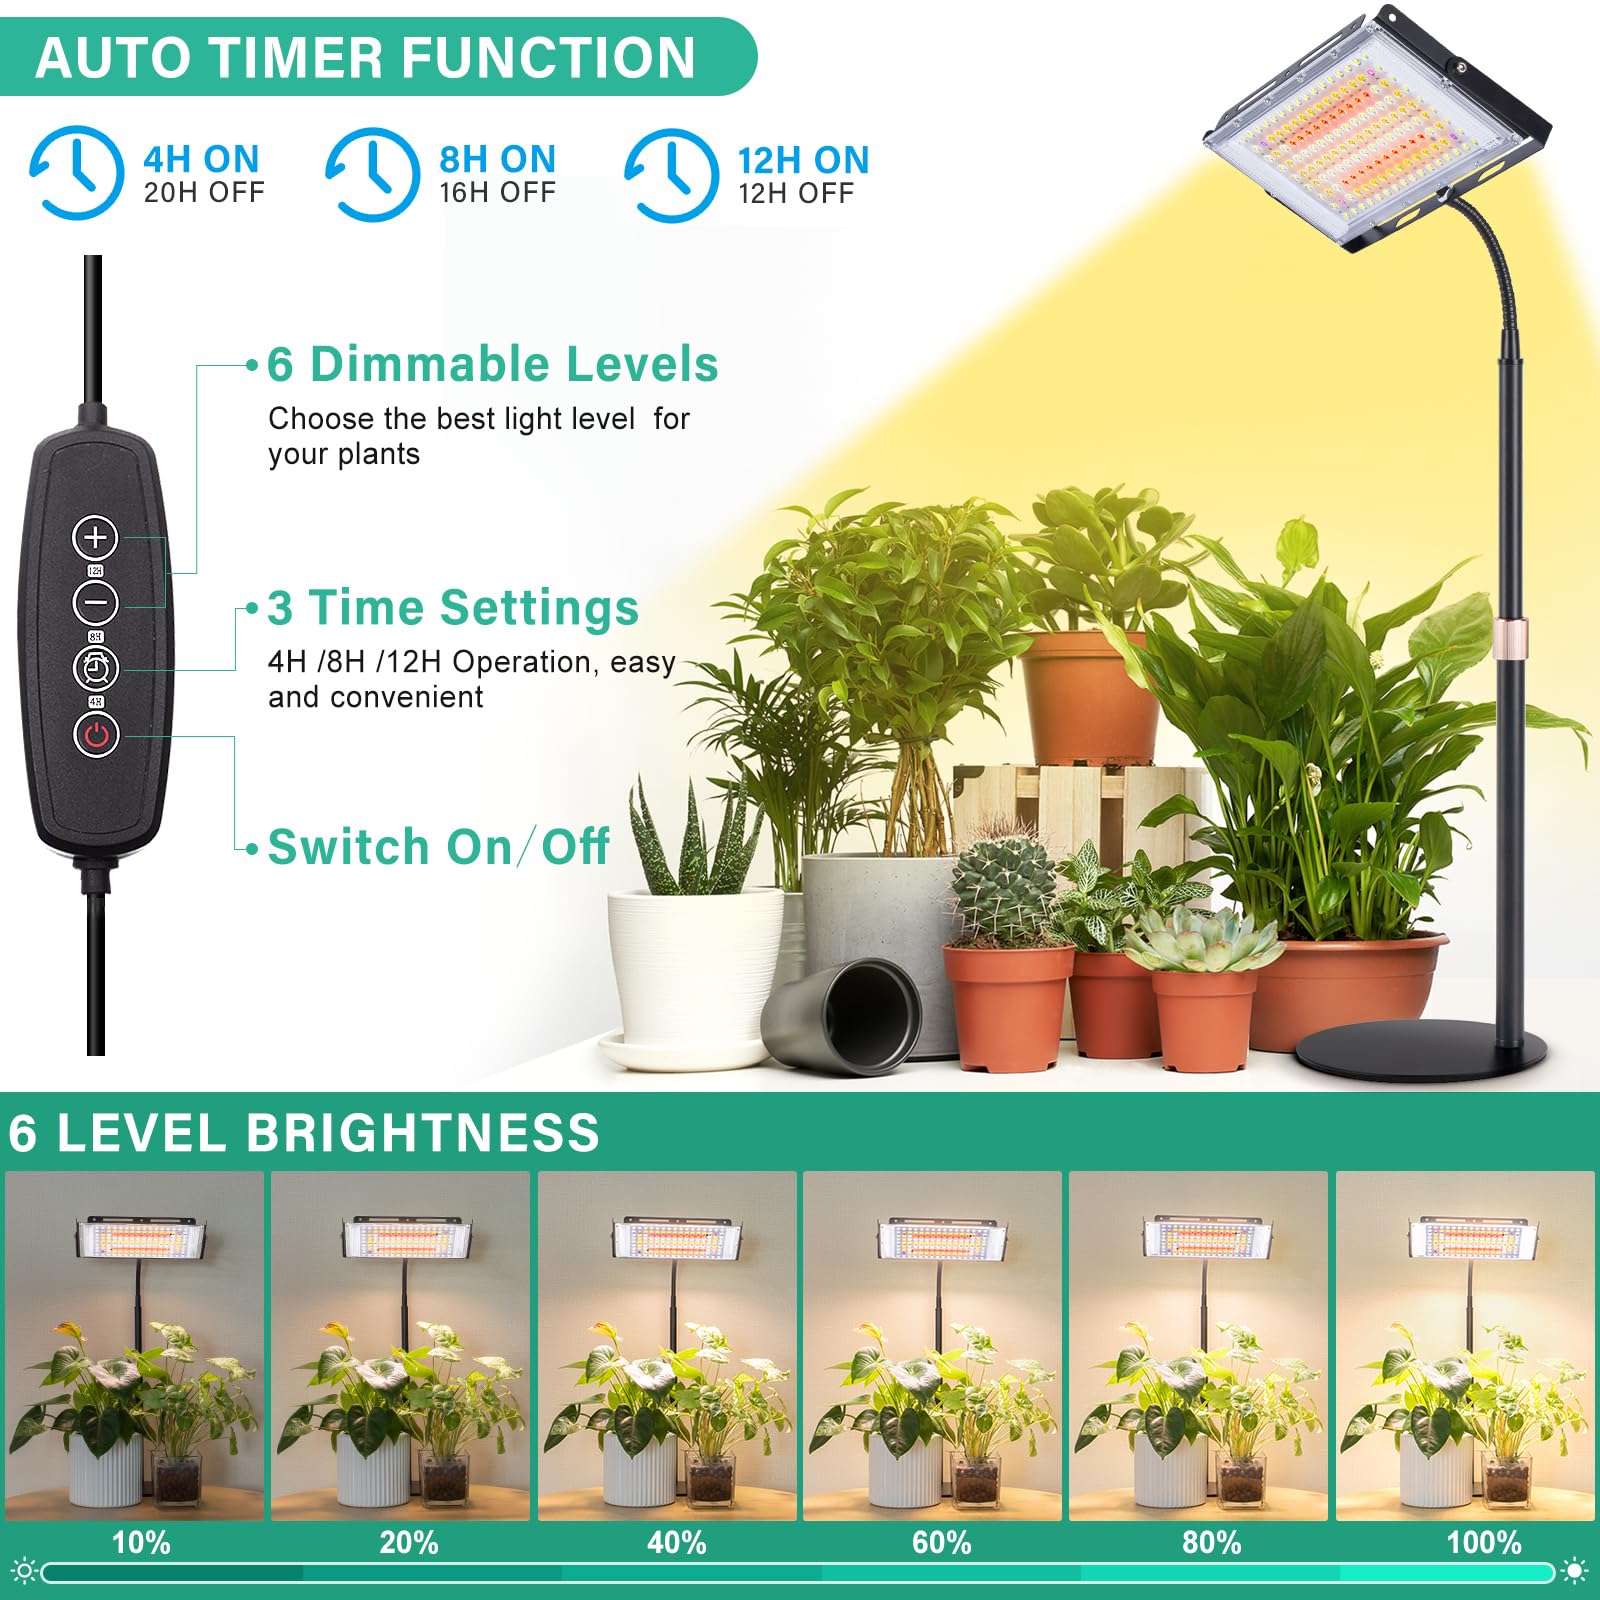 AUTO TIMER FUNCTION
4H ON
20H OFF
8H ON
16H OFF
12H ON
12H OFF
6 Dimmable Levels
Choose the best light level for
your plants
12H
8H
3 Time Settings
4H /8H /12H Operation, easy
and convenient
4H
Switch On/Off
6 LEVEL BRIGHTNESS
10%
20%
40%
60%
80%
100%